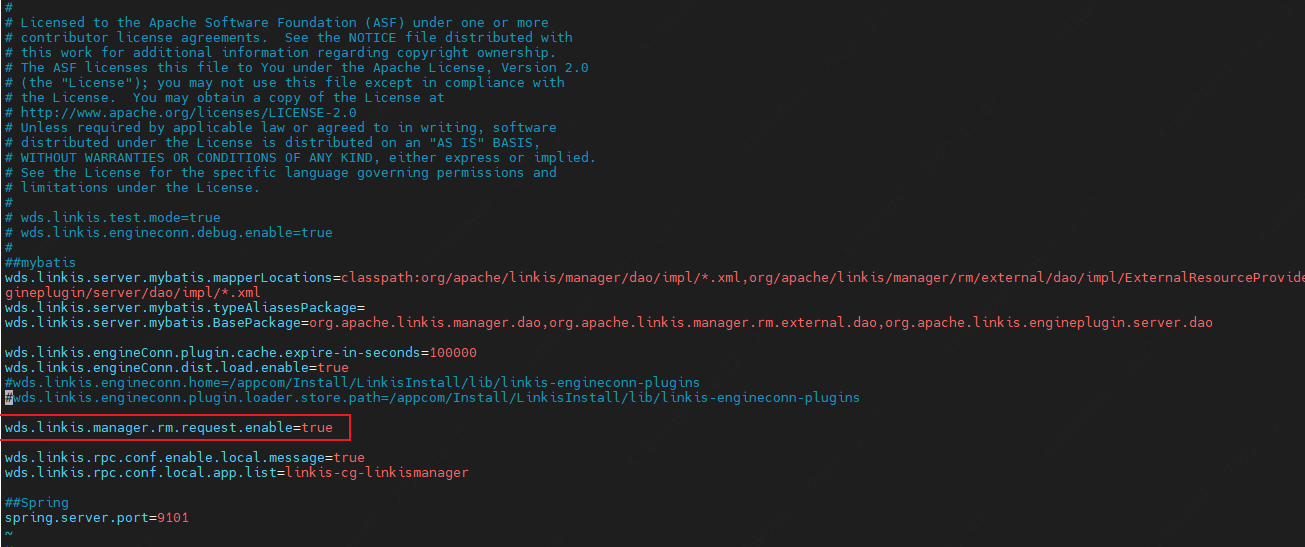 #
# Licensed to the Apache Software Foundation (ASF) under one or more
# contributor license agreements.  See the NOTICE file distributed with
# this work for additional information regarding copyright ownership.
# The ASF licenses this file to You under the Apache License, Version 2.0
# (the "License"); you may not use this file except in compliance with
# the License.  You may obtain a copy of the License at
# http://www.apache.org/licenses/LICENSE-2.0
# Unless required by applicable law or agreed to in writing, software
# distributed under the License is distributed on an "AS IS" BASIS,
# WITHOUT WARRANTIES OR CONDITIONS OF ANY KIND, either express or implied.
# See the License for the specific language governing permissions and
# limitations under the License.
#
# wds.linkis.test.mode=true
# wds.linkis.engineconn.debug.enable=true
#
##mybatis
wds.linkis.server.mybatis.mapperLocations=classpath:org/apache/linkis/manager/dao/impl/*.xml,org/apache/linkis/manager/rm/external/dao/impl/ExternalResourceProvide
gineplugin/server/dao/impl/*.xml
wds.linkis.server.mybatis.typeAliasesPackage=
wds.linkis.server.mybatis.BasePackage=org.apache.linkis.manager.dao,org.apache.linkis.manager.rm.external.dao,org.apache.linkis.engineplugin.server.dao
wds.linkis.engineConn.plugin.cache.expire-in-seconds=100000
wds.linkis.engineConn.dist.load.enable=true
#wds.linkis.engineconn.home=/appcom/Install/LinkisInstall/lib/linkis-engineconn-plugins
#wds.linkis.engineconn.plugin.loader.store.path=/appcom/Install/LinkisInstall/lib/linkis-engineconn-plugins
wds.linkis.manager.rm.request.enable=true
wds.linkis.rpc.conf.enable.local.message=true
wds.linkis.rpc.conf.local.app.list=linkis-cg-linkismanager
##Spring
spring.server.port=9101
~